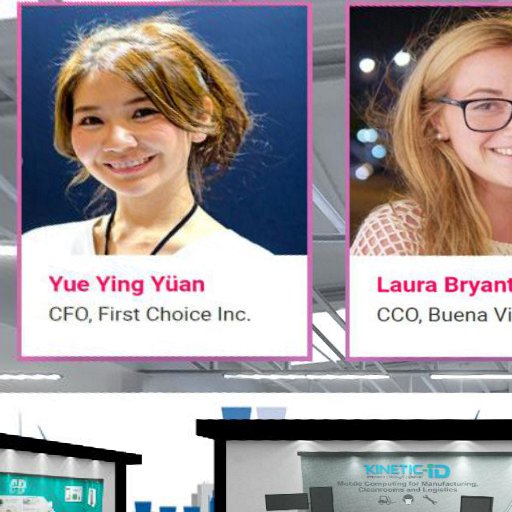 Yue Ying Yüan
CFO, First Choice Inc.
Laura Bryant
CCO, Buena Vi
KINETIC-iD
Mobile Computing for Manufacturing,
Cleanrooms and Logistics